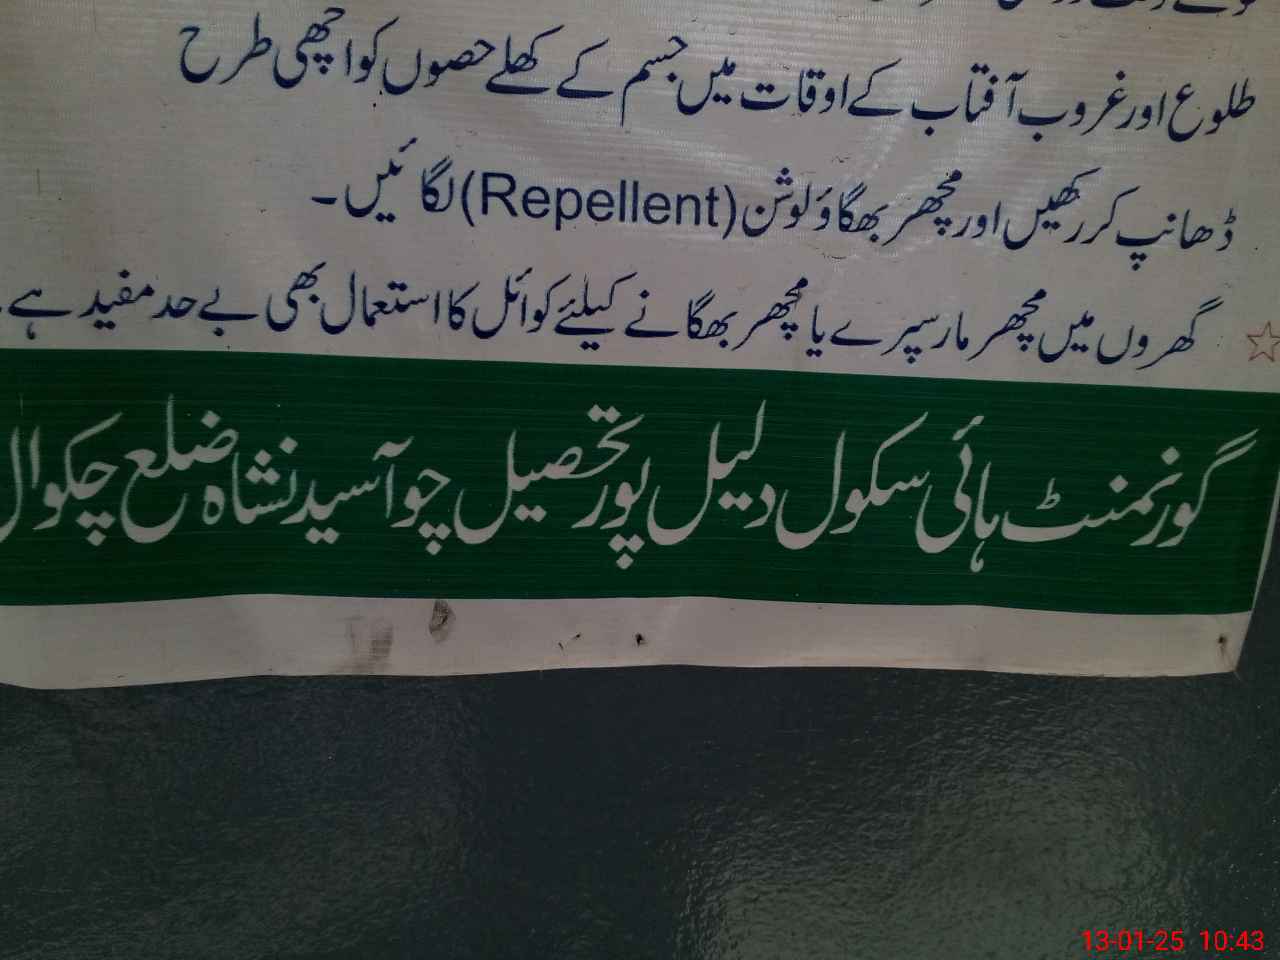 طلوع اور غروب آفتاب کے اوقات میں جسم کے کھلے حصوں کو اچھی طرح
ڈھانپ کر رکھیں اور مچھر بھگاؤ لوشن (Repellent) لگائیں۔
گھروں میں مچھر مار سپرے یا مچھر بھگانے کیلئے کوائل کا استعمال بھی بے حد مفید ہے۔
گورنمنٹ ہائی سکول دلیل پور تحصیل چوآسیدنشاہ ضلع چکوال
13-01-25 10:43